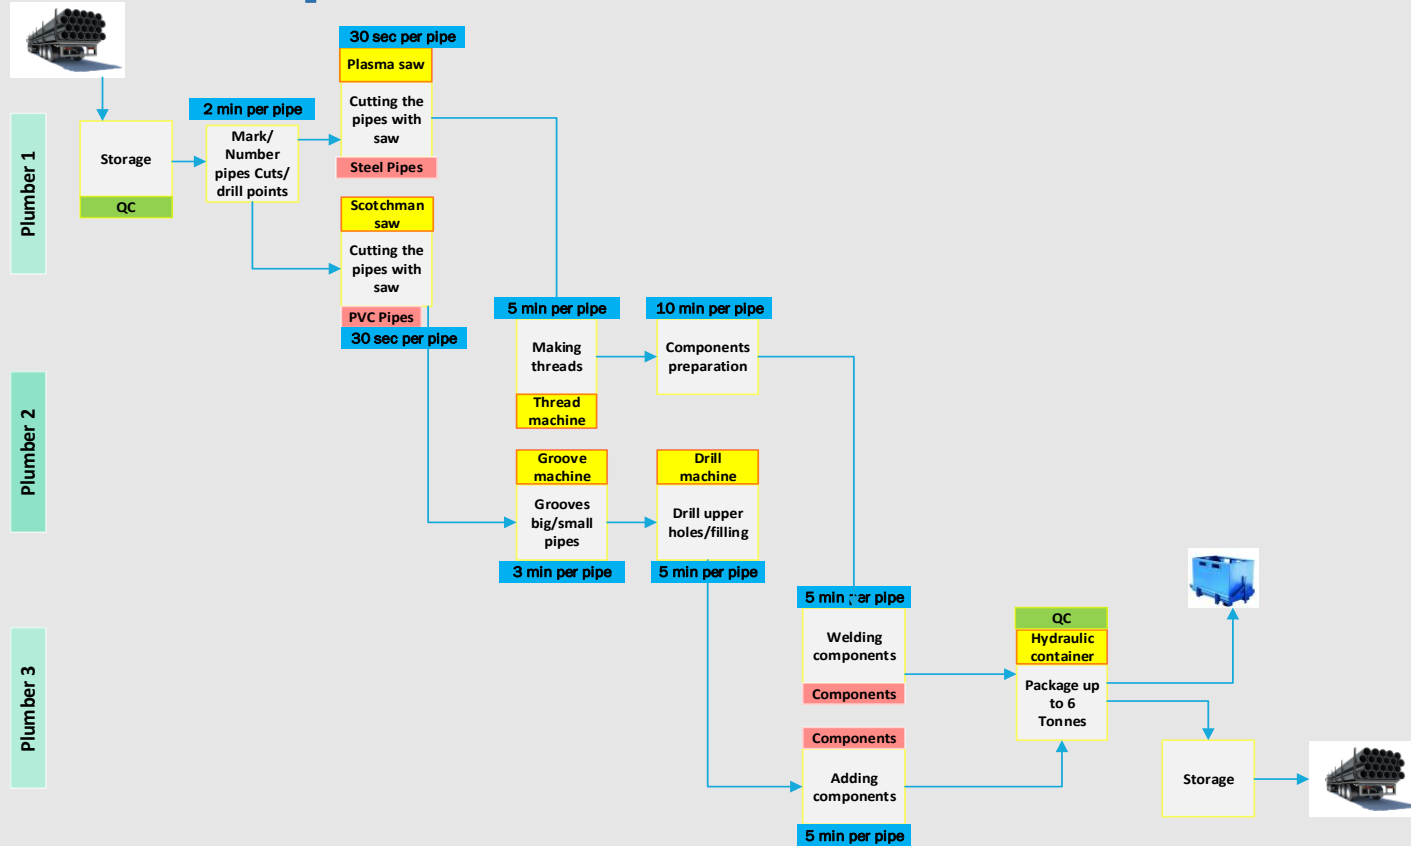 30 sec per pipe
Plasma saw
Cutting the
pipes with
saw
Steel Pipes
2 min per pipe
Mark/
Number
pipes Cuts/
drill points
Plumber 1
Storage
QC
Scotchman
saw
Cutting the
pipes with
saw
PVC Pipes
30 sec per pipe
Plumber 2
5 min per pipe
Making
threads
Thread
machine
10 min per pipe
Components
preparation
Groove
machine
Grooves
big/small
pipes
3 min per pipe
Drill
machine
Drill upper
holes/filling
5 min per pipe
Plumber 3
5 min per pipe
Welding
components
Components
Components
Adding
components
5 min per pipe
QC
Hydraulic
container
Package up
to 6
Tonnes
Storage